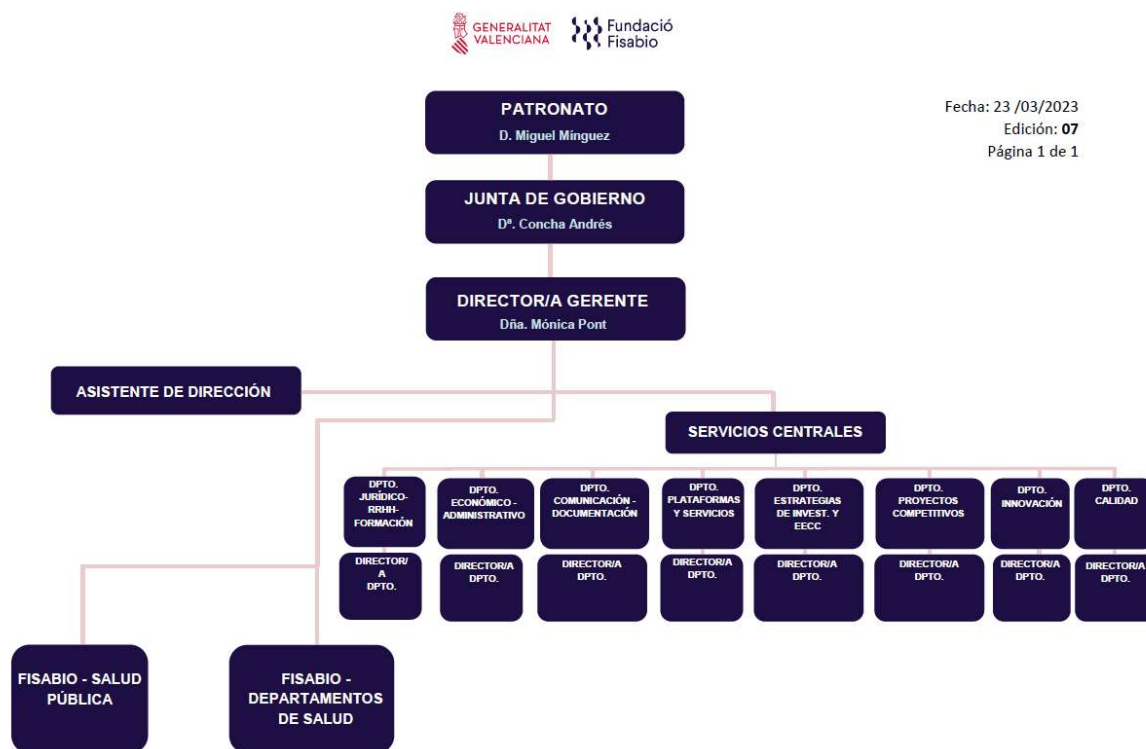 GENERALITAT
VALENCIANA
Fundació
Fisabio
Fecha: 23 /03/2023
Edición: 07
Página 1 de 1
PATRONATO
D. Miguel Mínguez
JUNTA DE GOBIERNO
Dª. Concha Andrés
DIRECTOR/A GERENTE
Dña. Mónica Pont
ASISTENTE DE DIRECCIÓN
SERVICIOS CENTRALES
DPTO.
JURÍDICO-
RRHH-
FORMACIÓN
DPTO.
ECONÓMICO -
ADMINISTRATIVO
DPTO.
COMUNICACIÓN -
DOCUMENTACIÓN
DPTO.
PLATAFORMAS
Y SERVICIOS
DPTO.
ESTRATEGIAS
DE INVEST. Y
EECC
DPTO.
PROYECTOS
COMPETITIVOS
DPTO.
INNOVACIÓN
DPTO.
CALIDAD
DIRECTOR/
A
DPTO.
DIRECTOR/A
DPTO.
DIRECTOR/A
DPTO.
DIRECTOR/A
DPTO.
DIRECTOR/A
DPTO.
DIRECTOR/A
DPTO.
DIRECTOR/A
DPTO.
DIRECTOR/A
DPTO.
FISABIO - SALUD
PÚBLICA
FISABIO -
DEPARTAMENTOS
DE SALUD